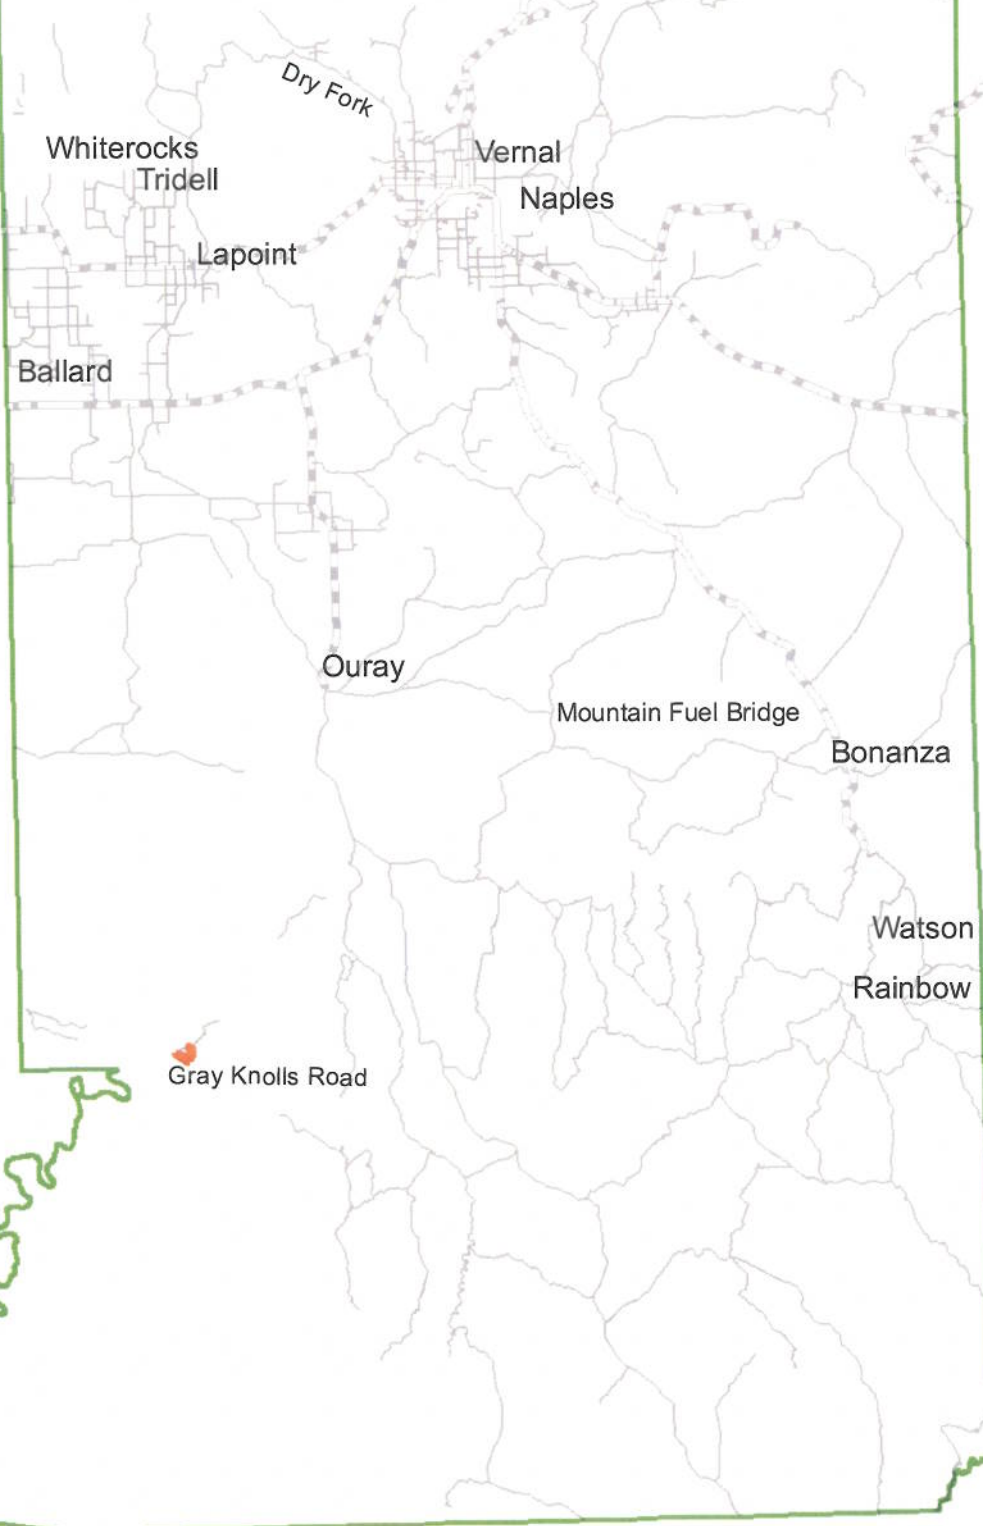 Dry Fork
Whiterocks
Vernal
Tridell
Naples
Lapoint
Ballard
Ouray
Mountain Fuel Bridge
Bonanza
Watson
Rainbow
Gray Knolls Road